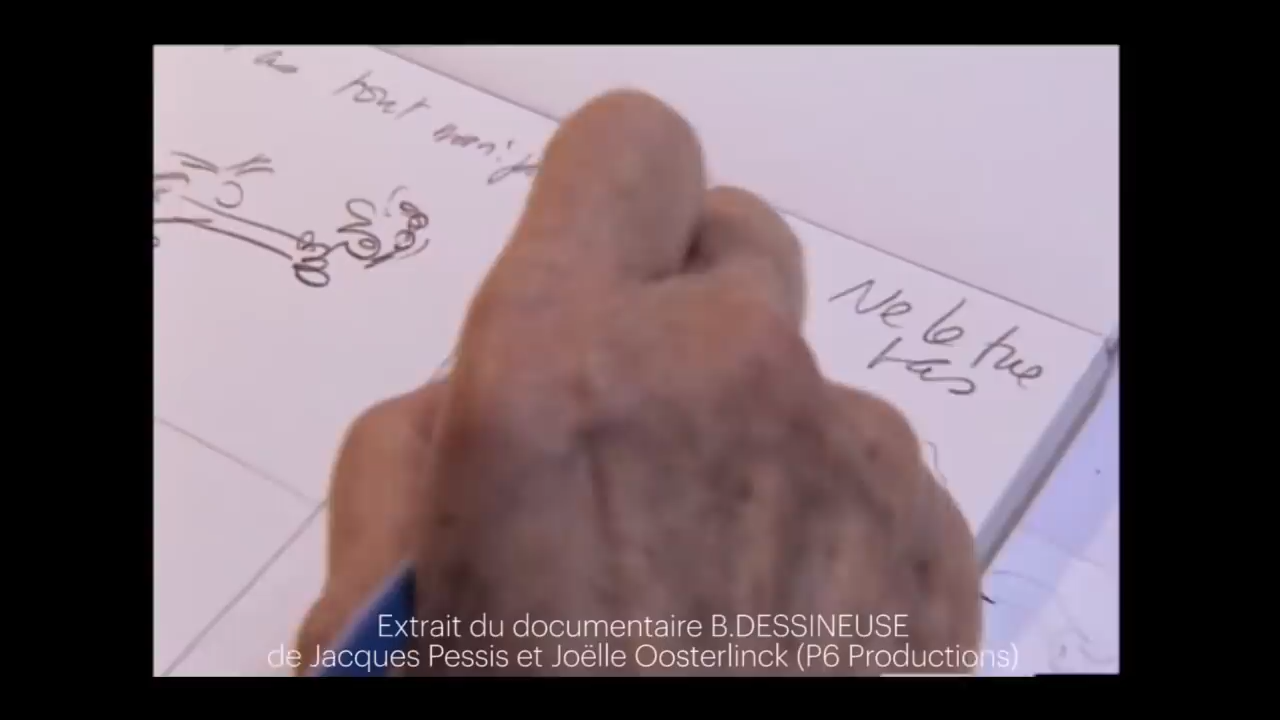 tout
Ne le tue
pas
Extrait du documentaire B.DESSINEUSE
de Jacques Pessis et Joëlle Oosterlinck (P6 Productions)